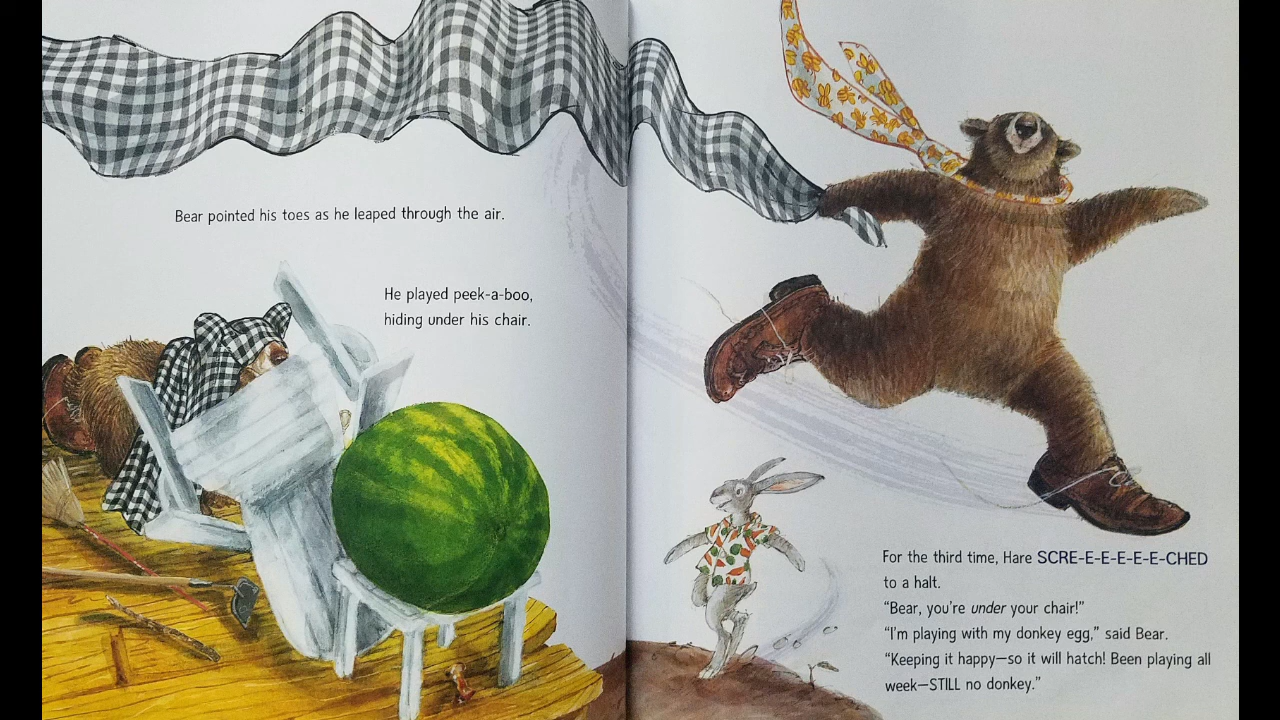 Bear pointed his toes as he leaped through the air.
He played peek-a-boo,
hiding under his chair.
For the third time, Hare SCRE-E-E-E-E-E-CHED
to a halt.
“Bear, you’re under your chair!”
“I’m playing with my donkey egg,” said Bear.
“Keeping it happy—so it will hatch! Been playing all
week—STILL no donkey.”